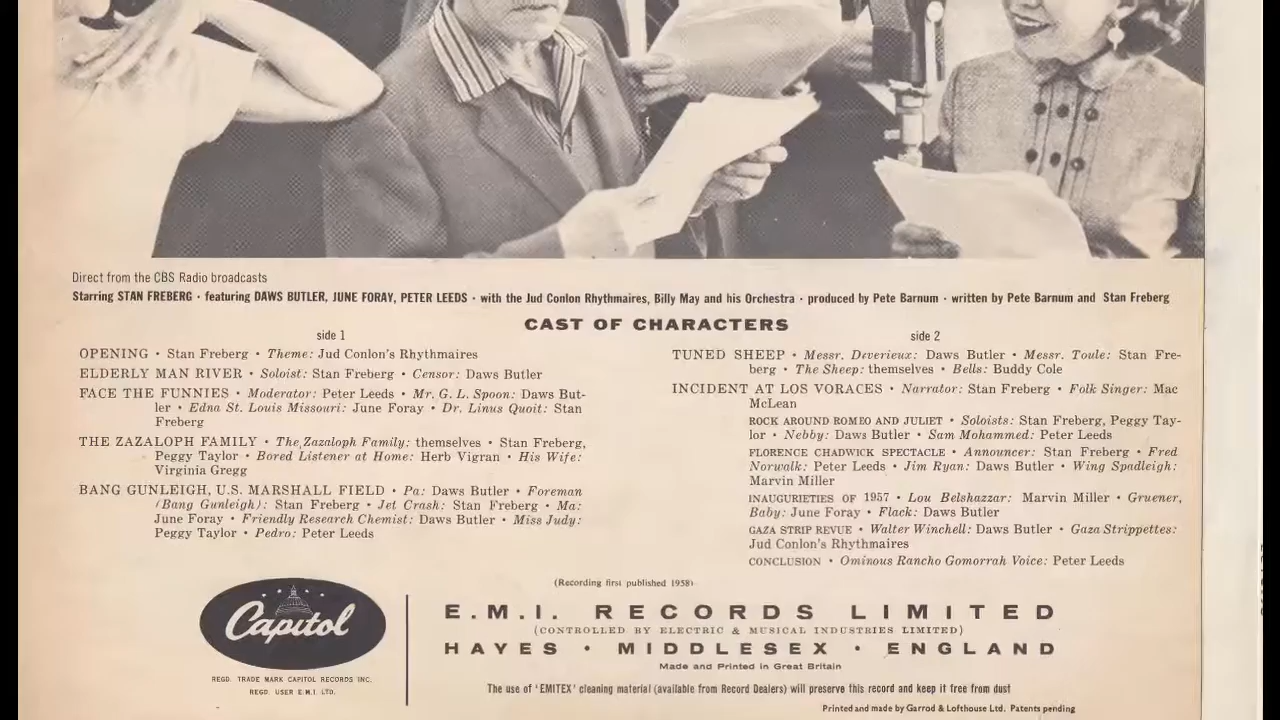 Direct from the CBS Radio broadcasts
Starring STAN FREBERG · featuring DAWS BUTLER, JUNE FORAY, PETER LEEDS · with the Jud Conlon Rhythmaires, Billy May and his Orchestra · produced by Pete Barnum · written by Pete Barnum and Stan Freberg
CAST OF CHARACTERS
side 1
OPENING • Stan Freberg • Theme: Jud Conlon's Rhythmaires
ELDERLY MAN RIVER • Soloist: Stan Freberg • Censor: Daws Butler
FACE THE FUNNIES • Moderator: Peter Leeds • Mr. G. L. Spoon: Daws But-
ler • Edna St. Louis Missouri: June Foray • Dr. Linus Quoit: Stan
Freberg
THE ZAZALOPH FAMILY • The Zazaloph Family: themselves • Stan Freberg,
Peggy Taylor • Bored Listener at Home: Herb Vigran • His Wife:
Virginia Gregg
BANG GUNLEIGH, U.S. MARSHALL FIELD • Pa: Daws Butler • Foreman
(Bang Gunleigh): Stan Freberg • Jet Crash: Stan Freberg • Ma:
June Foray • Friendly Research Chemist: Daws Butler • Miss Judy:
Peggy Taylor • Pedro: Peter Leeds
side 2
TUNED SHEEP • Messr. Deverieux: Daws Butler • Messr. Toule: Stan Fre-
berg • The Sheep: themselves • Bells: Buddy Cole
INCIDENT AT LOS VORACES • Narrator: Stan Freberg • Folk Singer: Mac
McLean
ROCK AROUND ROMEO AND JULIET • Soloists: Stan Freberg, Peggy Tay-
lor • Nebby: Daws Butler • Sam Mohammed: Peter Leeds
FLORENCE CHADWICK SPECTACLE • Announcer: Stan Freberg • Fred
Norwalk: Peter Leeds • Jim Ryan: Daws Butler • Wing Spadleigh:
Marvin Miller
INAUGURIETIES OF 1957 • Lou Belshazzar: Marvin Miller • Gruener,
Baby: June Foray • Flack: Daws Butler
GAZA STRIP REVUE • Walter Winchell: Daws Butler • Gaza Strippettes:
Jud Conlon's Rhythmaires
CONCLUSION • Ominous Rancho Gomorrah Voice: Peter Leeds
(Recording first published 1958)
Capitol
REGD. TRADE MARK CAPITOL RECORDS INC.
REGD. USER E.M.I. LTD.
E.M.I. RECORDS LIMITED
(CONTROLLED BY ELECTRIC & MUSICAL INDUSTRIES LIMITED)
HAYES • MIDDLESEX • ENGLAND
Made and Printed in Great Britain
The use of 'EMITEX' cleaning material (available from Record Dealers) will preserve this record and keep it free from dust
Printed and made by Garrod & Lofthouse Ltd. Patents pending